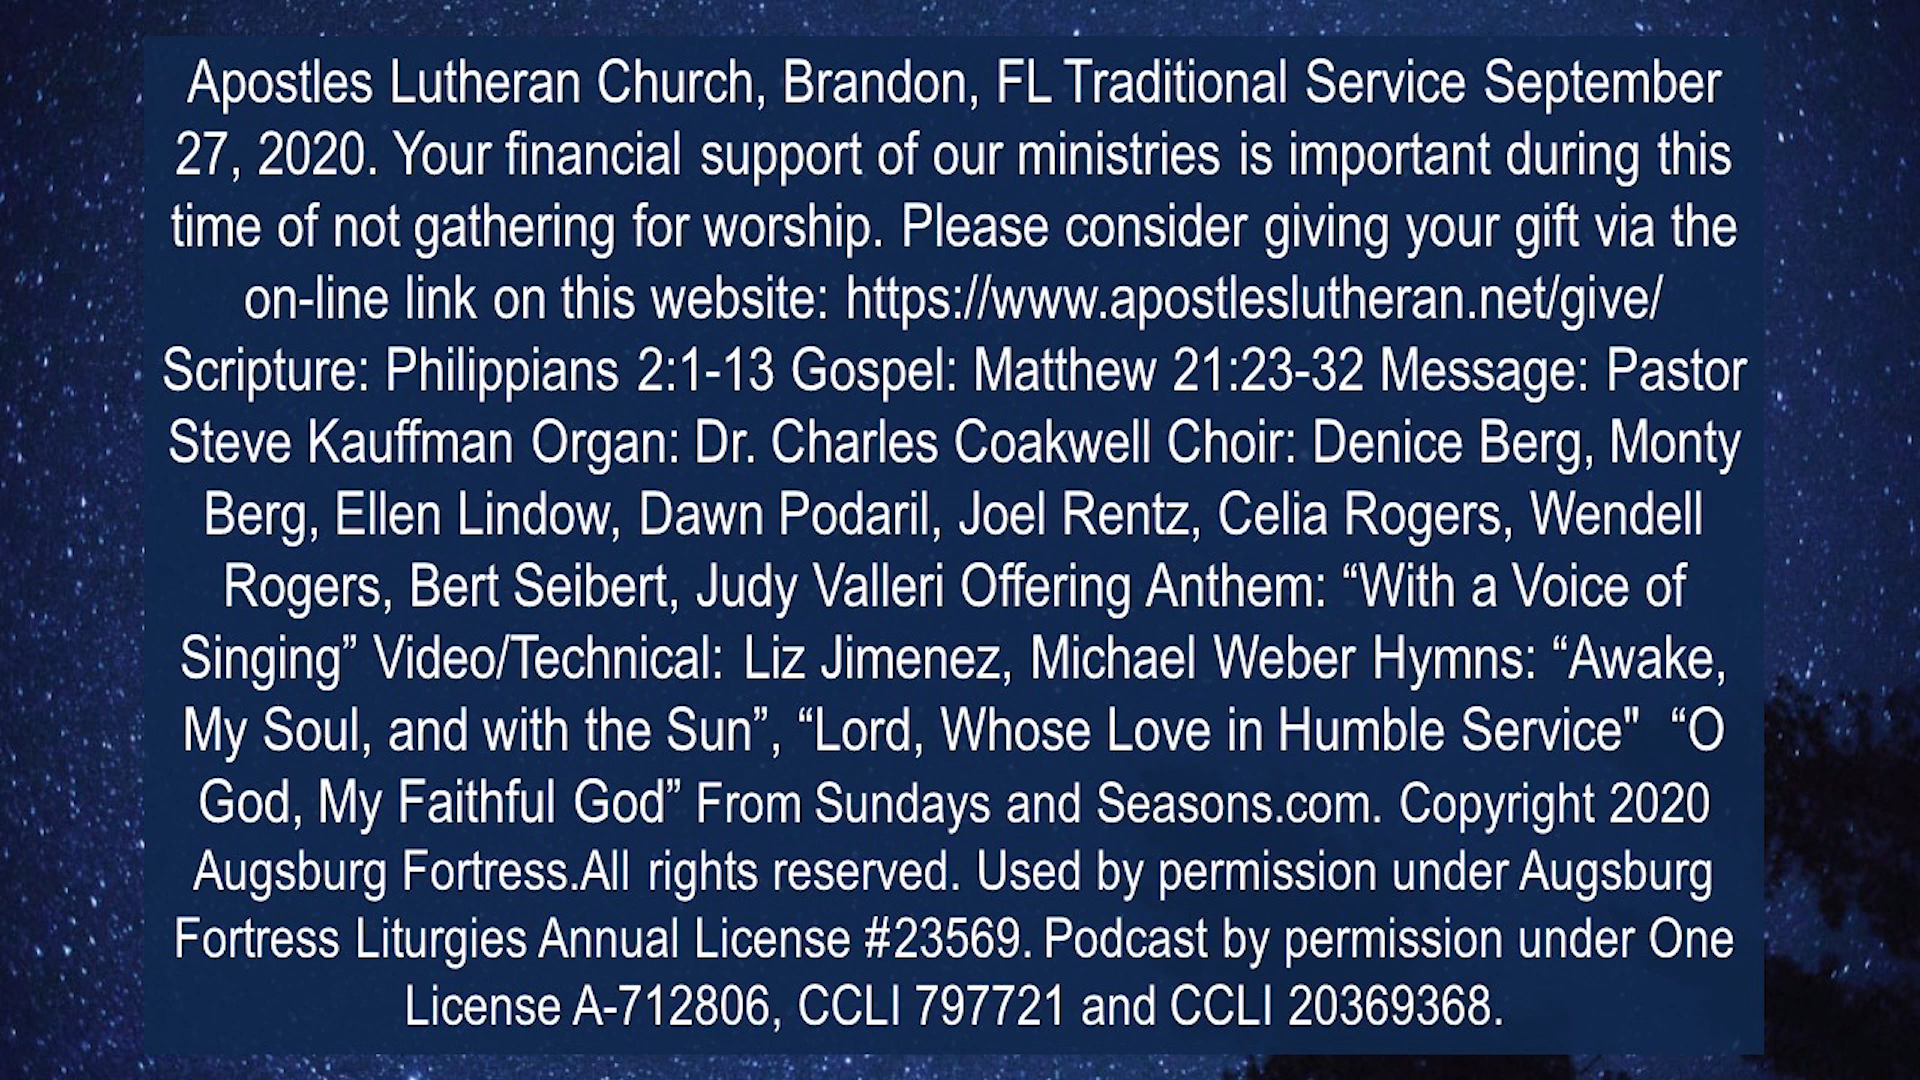 Apostles Lutheran Church, Brandon, FL Traditional Service September
27, 2020. Your financial support of our ministries is important during this
time of not gathering for worship. Please consider giving your gift via the
on-line link on this website: https://www.apostleslutheran.net/give/
Scripture: Philippians 2:1-13 Gospel: Matthew 21:23-32 Message: Pastor
Steve Kauffman Organ: Dr. Charles Coakwell Choir: Denice Berg, Monty
Berg, Ellen Lindow, Dawn Podaril, Joel Rentz, Celia Rogers, Wendell
Rogers, Bert Seibert, Judy Valleri Offering Anthem: “With a Voice of
Singing” Video/Technical: Liz Jimenez, Michael Weber Hymns: “Awake,
My Soul, and with the Sun”, “Lord, Whose Love in Humble Service"  “O
God, My Faithful God” From Sundays and Seasons.com. Copyright 2020
Augsburg Fortress.All rights reserved. Used by permission under Augsburg
Fortress Liturgies Annual License #23569. Podcast by permission under One
License A-712806, CCLI 797721 and CCLI 20369368.